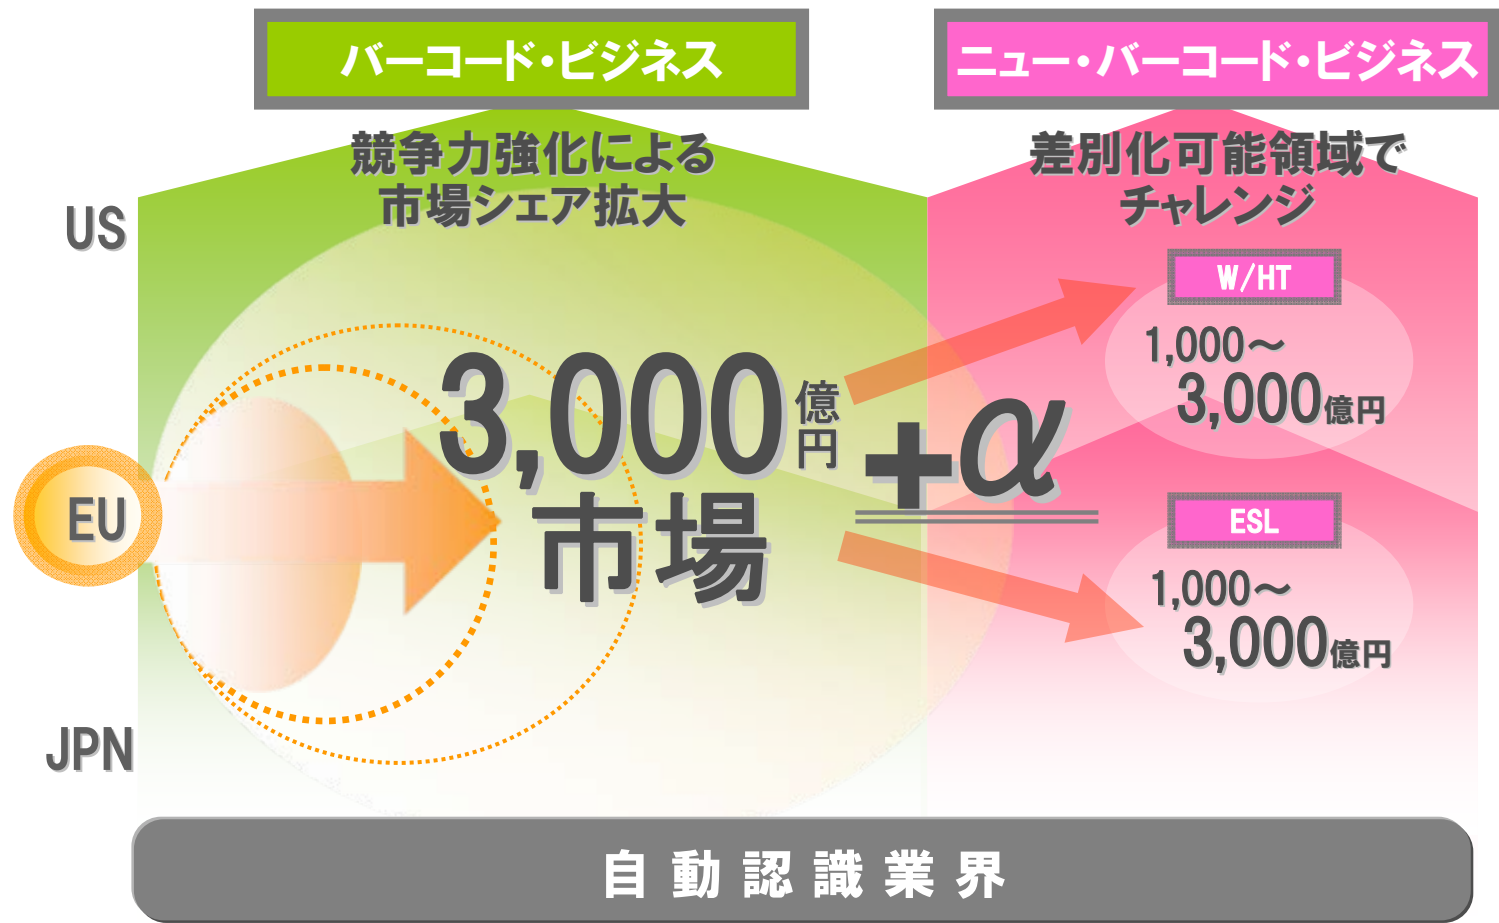 バーコード・ビジネス
ニュー・バーコード・ビジネス
競争力強化による
市場シェア拡大
差別化可能領域で
チャレンジ
US
EU
JPN
3,000億円
市場
+α
W/HT
1,000～
3,000億円
ESL
1,000～
3,000億円
自動認識業界